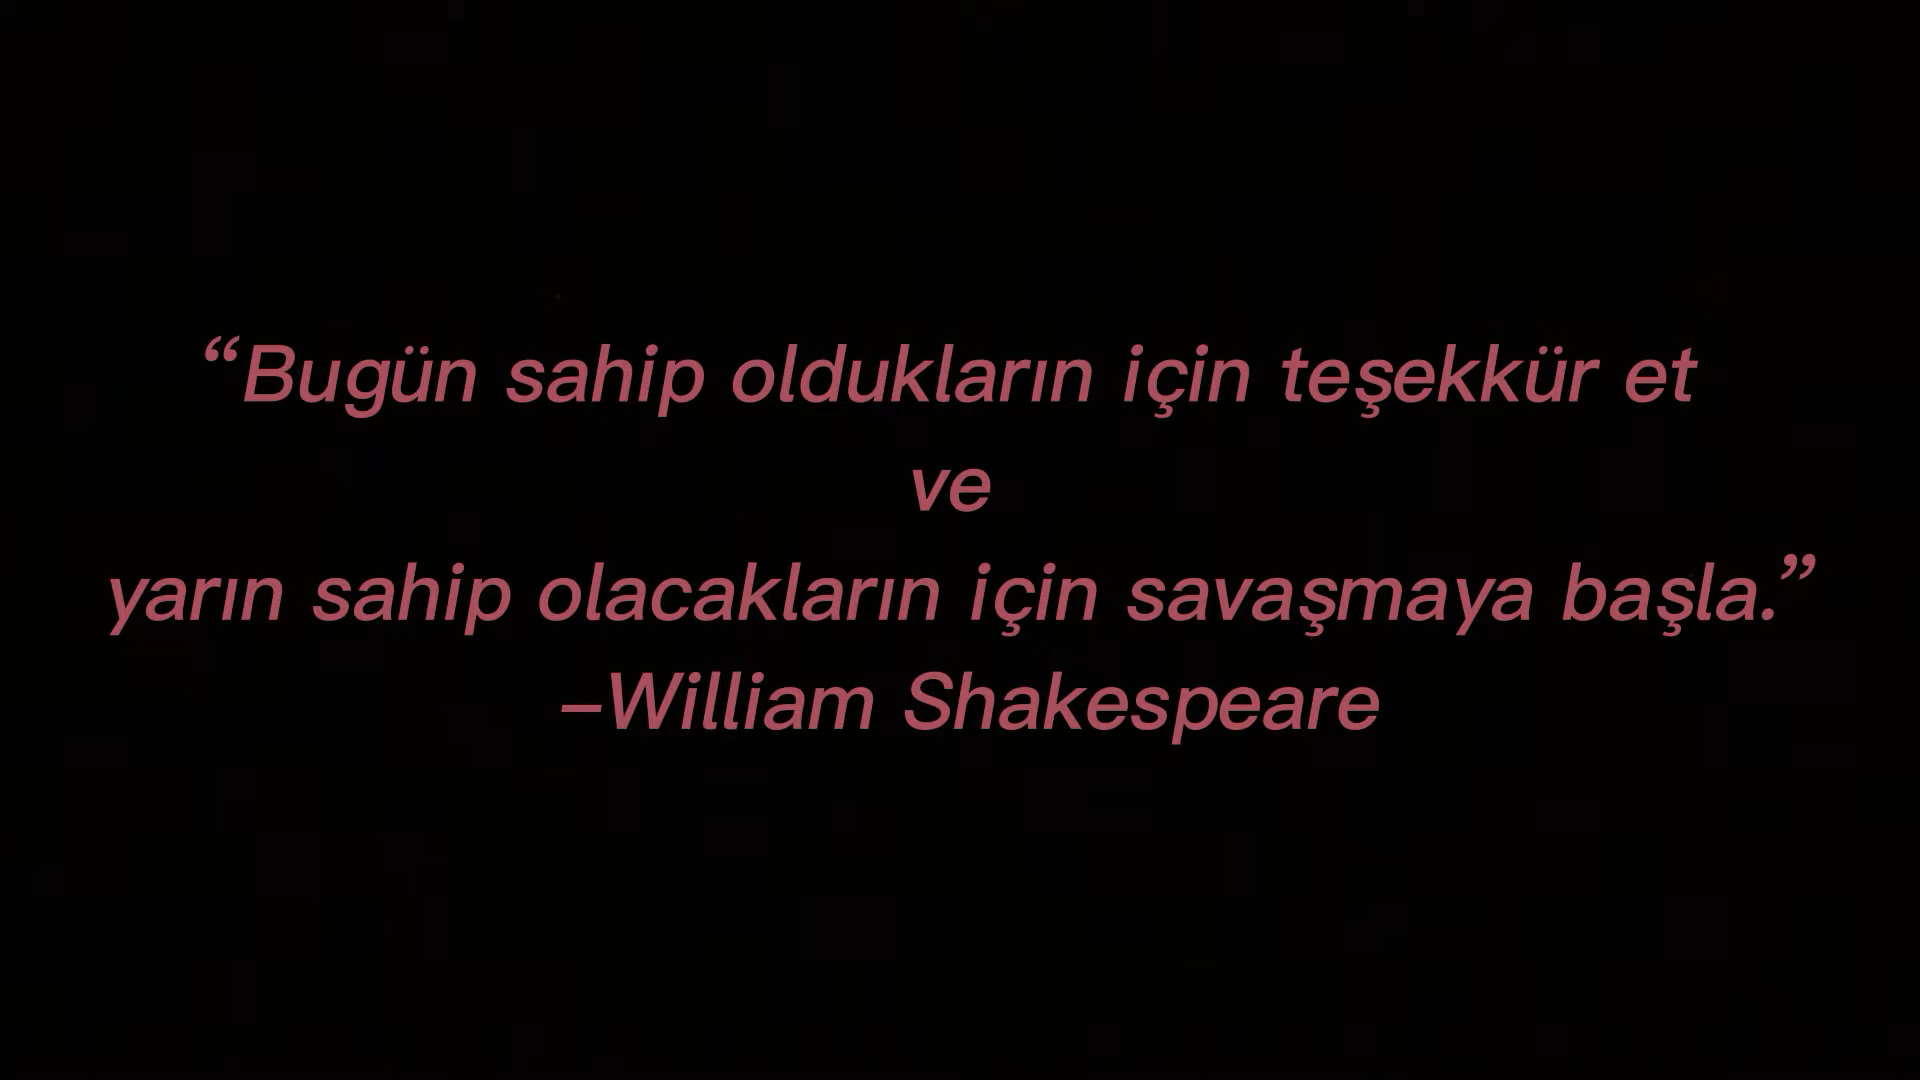 “Bugün sahip oldukların için teşekkür et
ve
yarın sahip olacakların için savaşmaya başla.”
–William Shakespeare